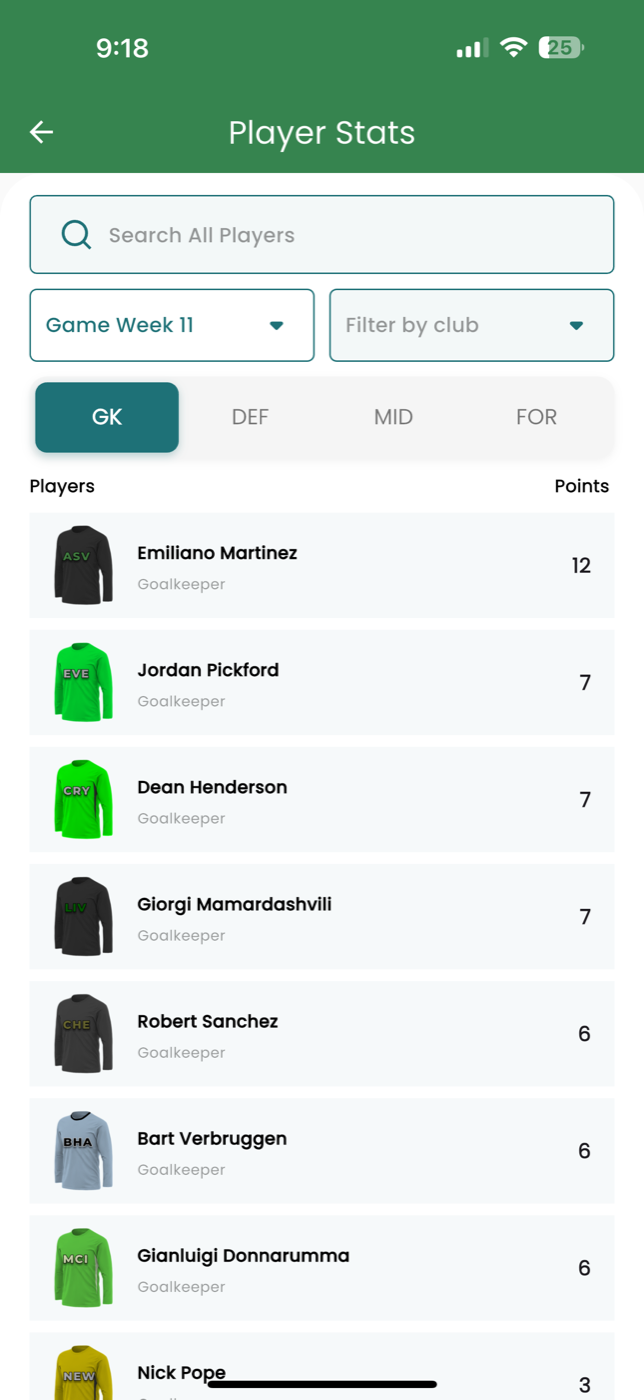 9:18
25
Player Stats
Search All Players
Game Week 11
Filter by club
GK
DEF
MID
FOR
Players
Points
ASV
Emiliano Martinez
Goalkeeper
12
EVE
Jordan Pickford
Goalkeeper
7
CRY
Dean Henderson
Goalkeeper
7
LIV
Giorgi Mamardashvili
Goalkeeper
7
CHE
Robert Sanchez
Goalkeeper
6
BHA
Bart Verbruggen
Goalkeeper
6
MCI
Gianluigi Donnarumma
Goalkeeper
6
NEW
Nick Pope
3